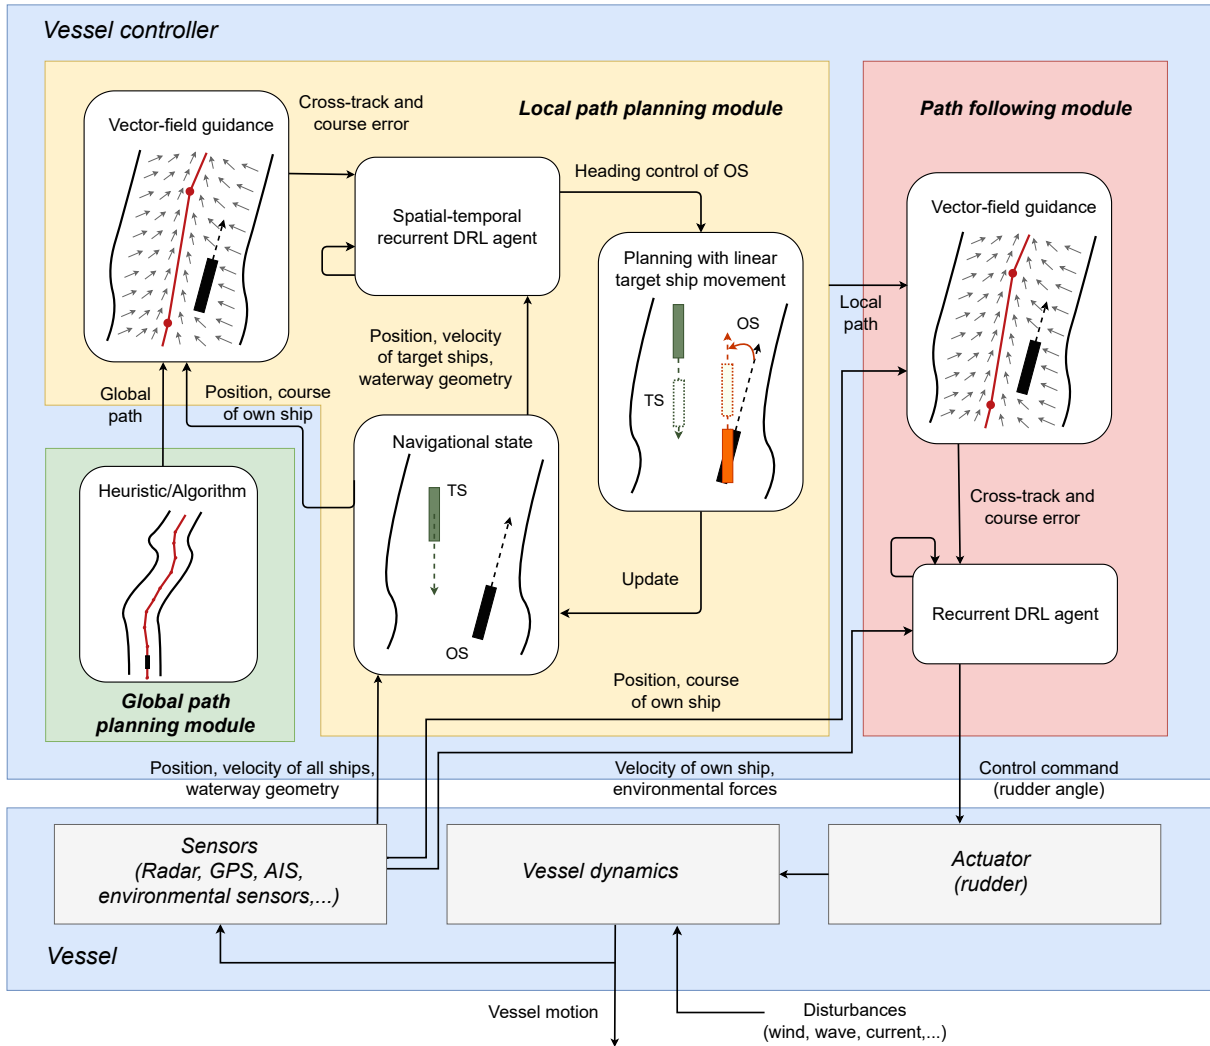 Vessel controller
Local path planning module
Path following module
Cross-track and
course error
Vector-field guidance
Spatial-temporal
recurrent DRL agent
Heading control of OS
Planning with linear
target ship movement
OS
TS
Vector-field guidance
Local
path
Position, velocity
of target ships,
waterway geometry
Global
path
Position, course
of own ship
Navigational state
TS
OS
Heuristic/Algorithm
Global path
planning module
Update
Cross-track and
course error
Recurrent DRL agent
Position, course
of own ship
Position, velocity of all ships,
waterway geometry
Velocity of own ship,
environmental forces
Control command
(rudder angle)
Sensors
(Radar, GPS, AIS,
environmental sensors,...)
Vessel dynamics
Actuator
(rudder)
Vessel
Vessel motion
Disturbances
(wind, wave, current,...)